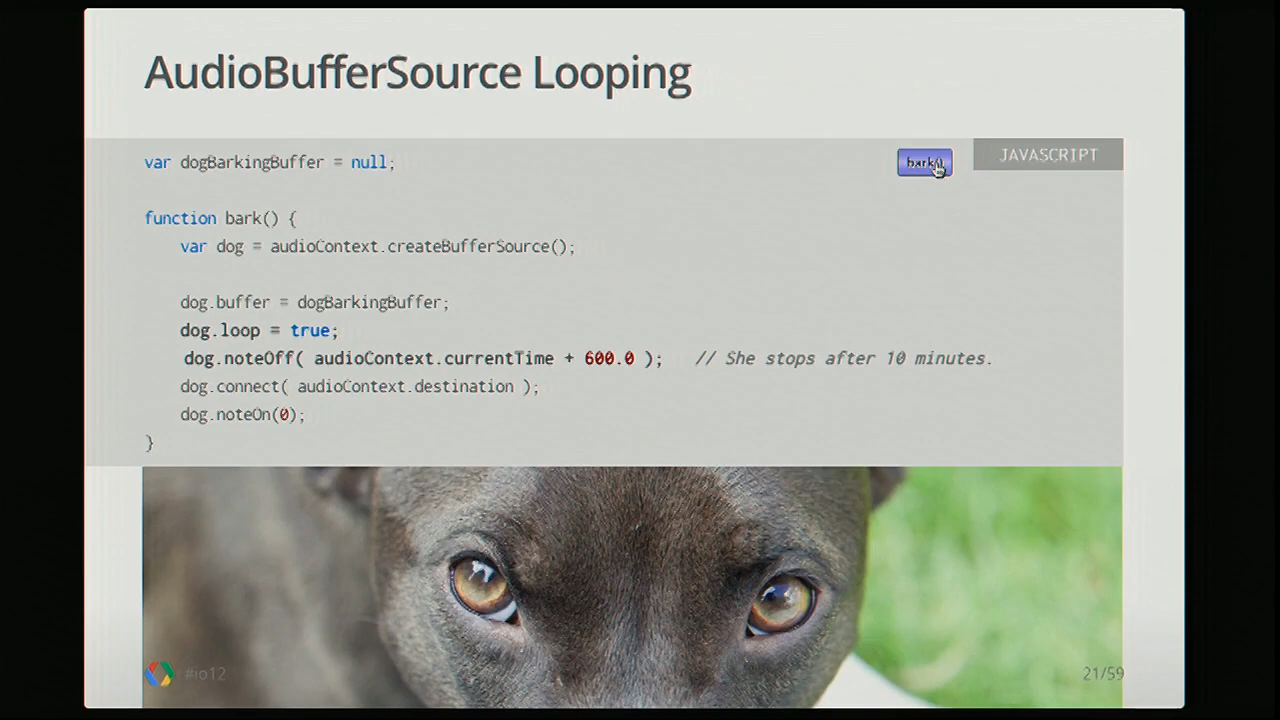 AudioBufferSource Looping
var dogBarkingBuffer = null;
bark()
JAVASCRIPT
function bark() {
var dog = audioContext.createBufferSource();
dog.buffer = dogBarkingBuffer;
dog.loop = true;
dog.noteOff( audioContext.currentTime + 600.0 ); // She stops after 10 minutes.
dog.connect( audioContext.destination );
dog.noteOn(0);
}
#io12
21/59